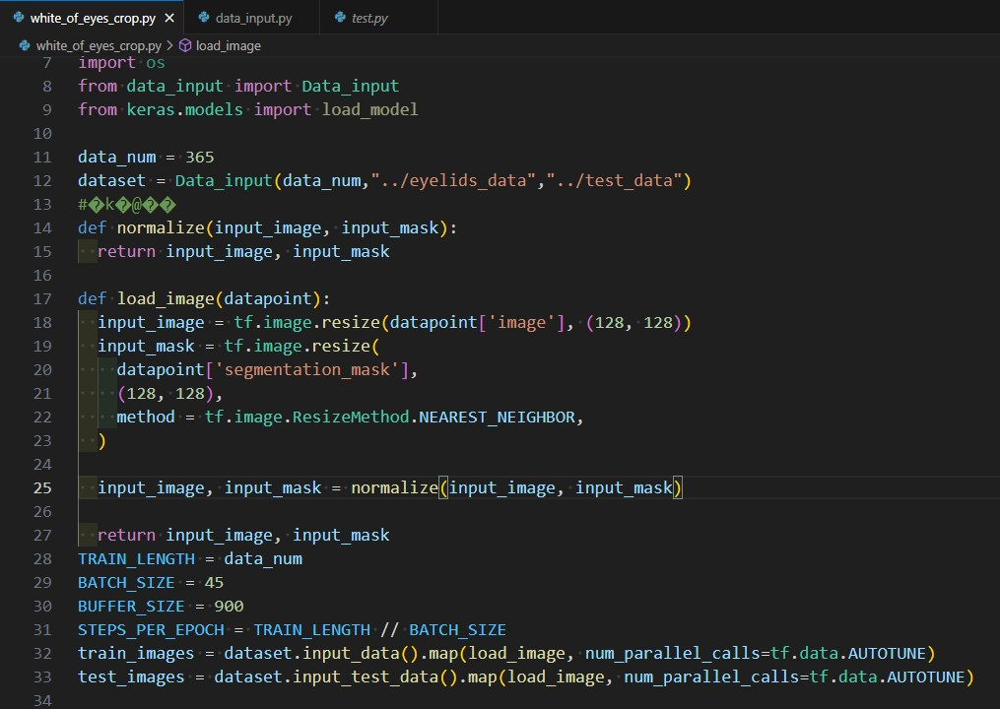 white_of_eyes_crop.py × data_input.py test.py
white_of_eyes_crop.py > load_image
7 import os
8 from data_input import Data_input
9 from keras.models import load_model
10
11 data_num = 365
12 dataset = Data_input(data_num,"../eyelids_data","../test_data")
13 #�k�@��
14 def normalize(input_image, input_mask):
15   return input_image, input_mask
16
17 def load_image(datapoint):
18   input_image = tf.image.resize(datapoint['image'], (128, 128))
19   input_mask = tf.image.resize(
20     datapoint['segmentation_mask'],
21     (128, 128),
22     method = tf.image.ResizeMethod.NEAREST_NEIGHBOR,
23   )
24
25   input_image, input_mask = normalize(input_image, input_mask)
26
27   return input_image, input_mask
28 TRAIN_LENGTH = data_num
29 BATCH_SIZE = 45
30 BUFFER_SIZE = 900
31 STEPS_PER_EPOCH = TRAIN_LENGTH // BATCH_SIZE
32 train_images = dataset.input_data().map(load_image, num_parallel_calls=tf.data.AUTOTUNE)
33 test_images = dataset.input_test_data().map(load_image, num_parallel_calls=tf.data.AUTOTUNE)
34